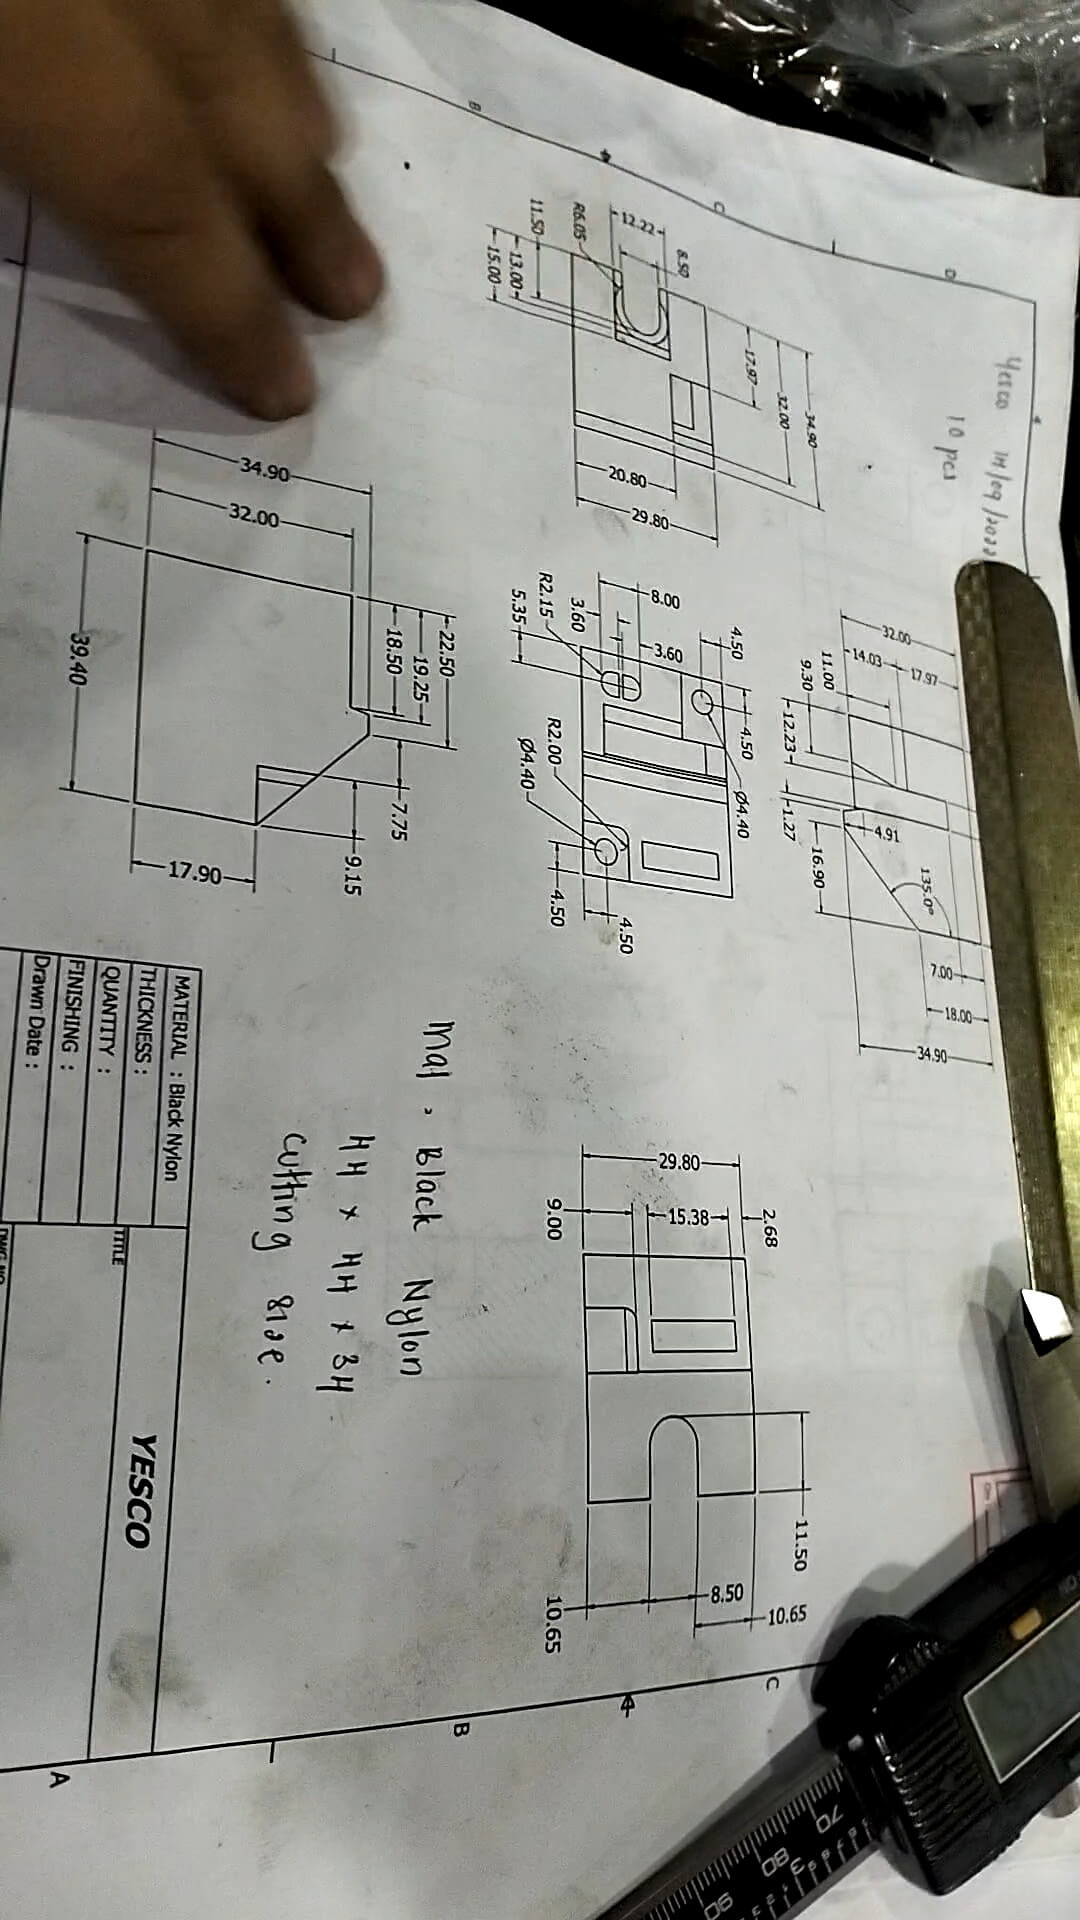 Yesco 14/09/2022
10 pcs
D
C
B
4
12.22
8.50
R6.05
11.50
13.00
15.00
17.97
32.00
34.90
20.80
29.80
32.00
14.03
17.97
11.00
9.30
12.23
1.27
4.91
16.90
135.0°
7.00
18.00
34.90
8.00
3.60
3.60
R2.15
5.35
4.50
4.50
Ø4.40
R2.00
Ø4.40
4.50
4.50
34.90
32.00
22.50
19.25
18.50
7.75
9.15
39.40
17.90
29.80
15.38
2.68
9.00
11.50
8.50
10.65
10.65
Mat. Black Nylon
44 x 44 x 34
cutting size.
MATERIAL : Black Nylon
THICKNESS :
QUANTITY :
FINISHING :
Drawn Date :
TITLE
YESCO
C
B
A
70
80
90
3